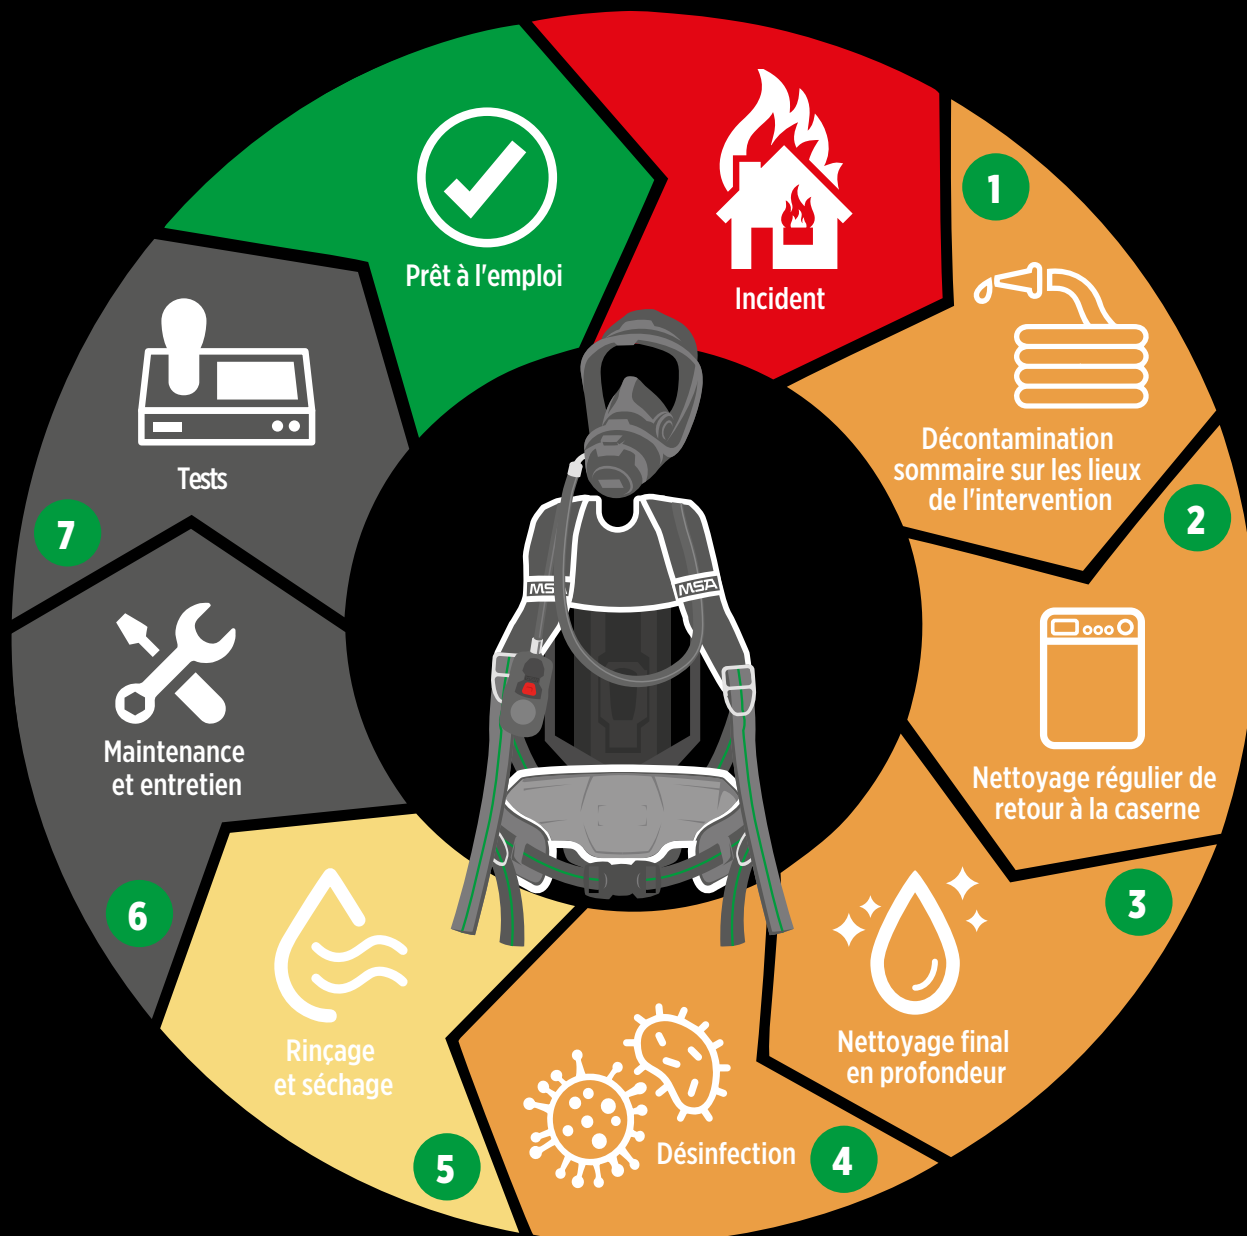 Prêt à l'emploi
Incident
1
Décontamination
sommaire sur les lieux
de l'intervention
2
Nettoyage régulier de
retour à la caserne
3
Nettoyage final
en profondeur
4
Désinfection
5
Rinçage
et séchage
6
Maintenance
et entretien
7
Tests
MSA
MSA